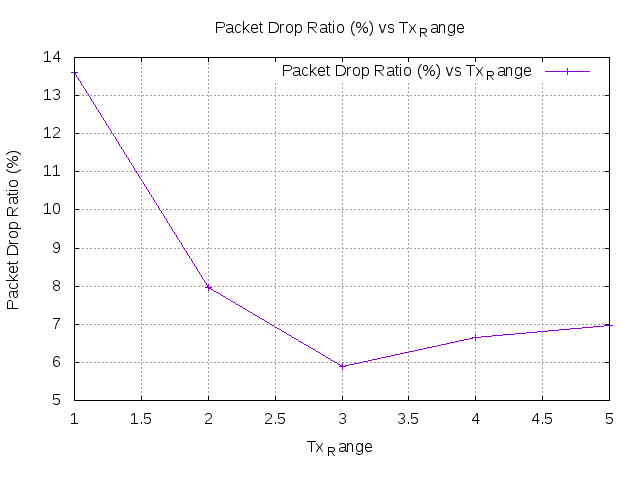 Packet Drop Ratio (%) vs Tx_Range
Packet Drop Ratio (%) vs Tx_Range
14
13
12
11
10
9
8
7
6
5
Packet Drop Ratio (%)
1 1.5 2 2.5 3 3.5 4 4.5 5
Tx_Range